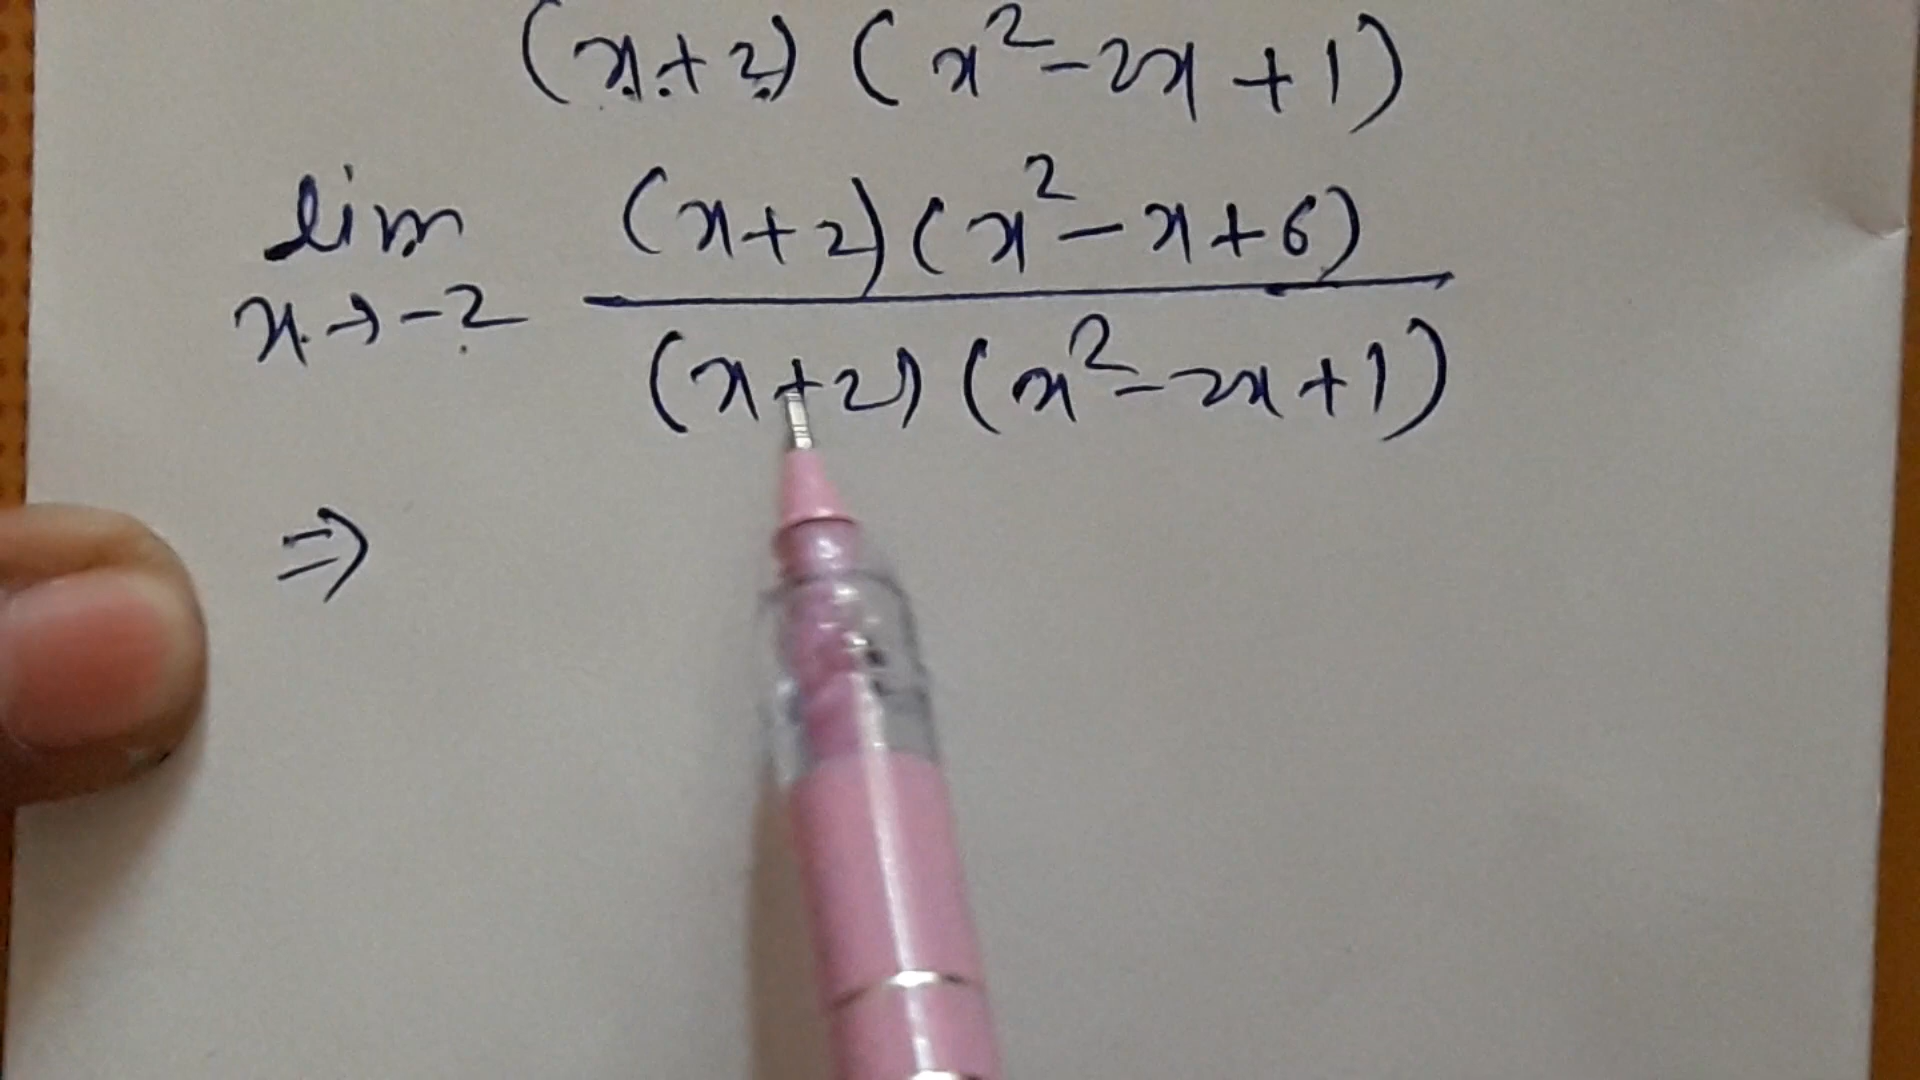 (x+2) (x²-2x+1)
lim (x+2)(x²-x+6)
x→-2 (x+2)(x²-2x+1)
⇒